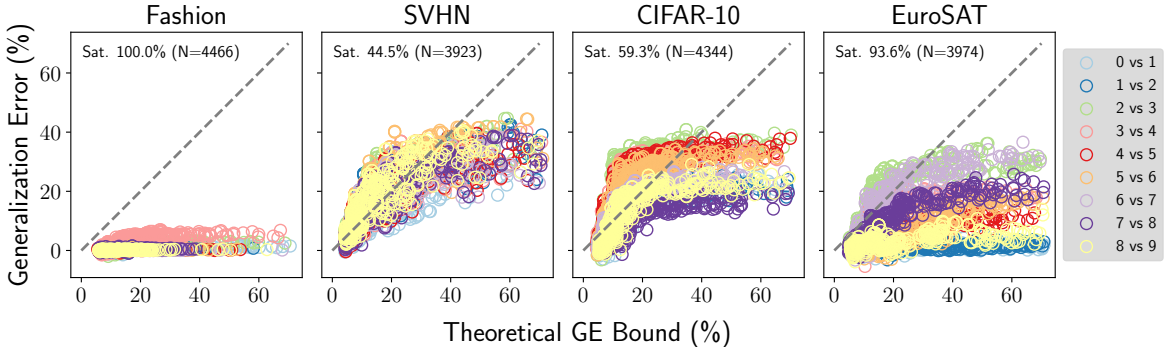 Fashion SVHN CIFAR-10 EuroSAT
Sat. 100.0% (N=4466) Sat. 44.5% (N=3923) Sat. 59.3% (N=4344) Sat. 93.6% (N=3974)
Generalization Error (%)
60
40
20
0
0 20 40 60 0 20 40 60 0 20 40 60 0 20 40 60
Theoretical GE Bound (%)
0 vs 1
1 vs 2
2 vs 3
3 vs 4
4 vs 5
5 vs 6
6 vs 7
7 vs 8
8 vs 9